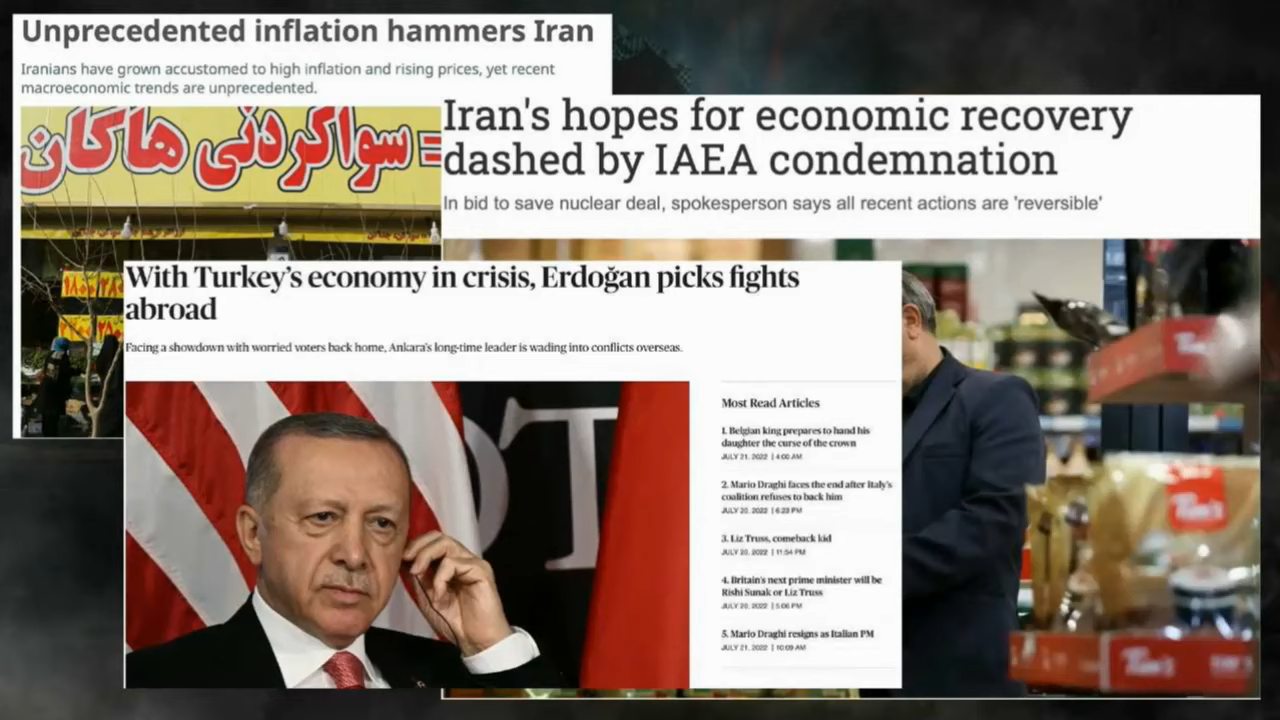 Unprecedented inflation hammers Iran
Iranians have grown accustomed to high inflation and rising prices, yet recent
macroeconomic trends are unprecedented.
= سواکردنی هاکان
Iran's hopes for economic recovery
dashed by IAEA condemnation
In bid to save nuclear deal, spokesperson says all recent actions are 'reversible'
With Turkey's economy in crisis, Erdoğan picks fights
abroad
Facing a showdown with worried voters back home, Ankara's long-time leader is wading into conflicts overseas.
Most Read Articles
1. Belgian king prepares to hand his
daughter the curse of the crown
JULY 21, 2022 | 4:00 AM
2. Mario Draghi faces the end after Italy's
coalition refuses to back him
JULY 20, 2022 | 6:23 PM
3. Liz Truss, comeback kid
JULY 20, 2022 | 11:54 PM
4. Britain's next prime minister will be
Rishi Sunak or Liz Truss
JULY 20, 2022 | 5:06 PM
5. Mario Draghi resigns as Italian PM
JULY 21, 2022 | 10:09 AM